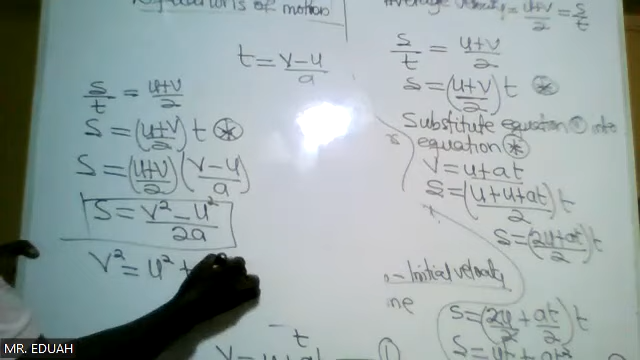 Equations of motion
t = v-u/a
s/t = u+v/2
S = (u+v/2) t ⊛
S = (u+v/2)(v-u/a)
S = v² - u²/2a
v² = u² +
Average velocity = u+v/2 = s/t
s/t = u+v/2
S = (u+v/2) t ⊛
Substitute equation ① into
equation ⊛
V = u + at
S = (u+u+at/2) t
S = (2u+at/2) t
- Initial velocity
S = (2u/2 + at/2) t
t
①
MR. EDUAH